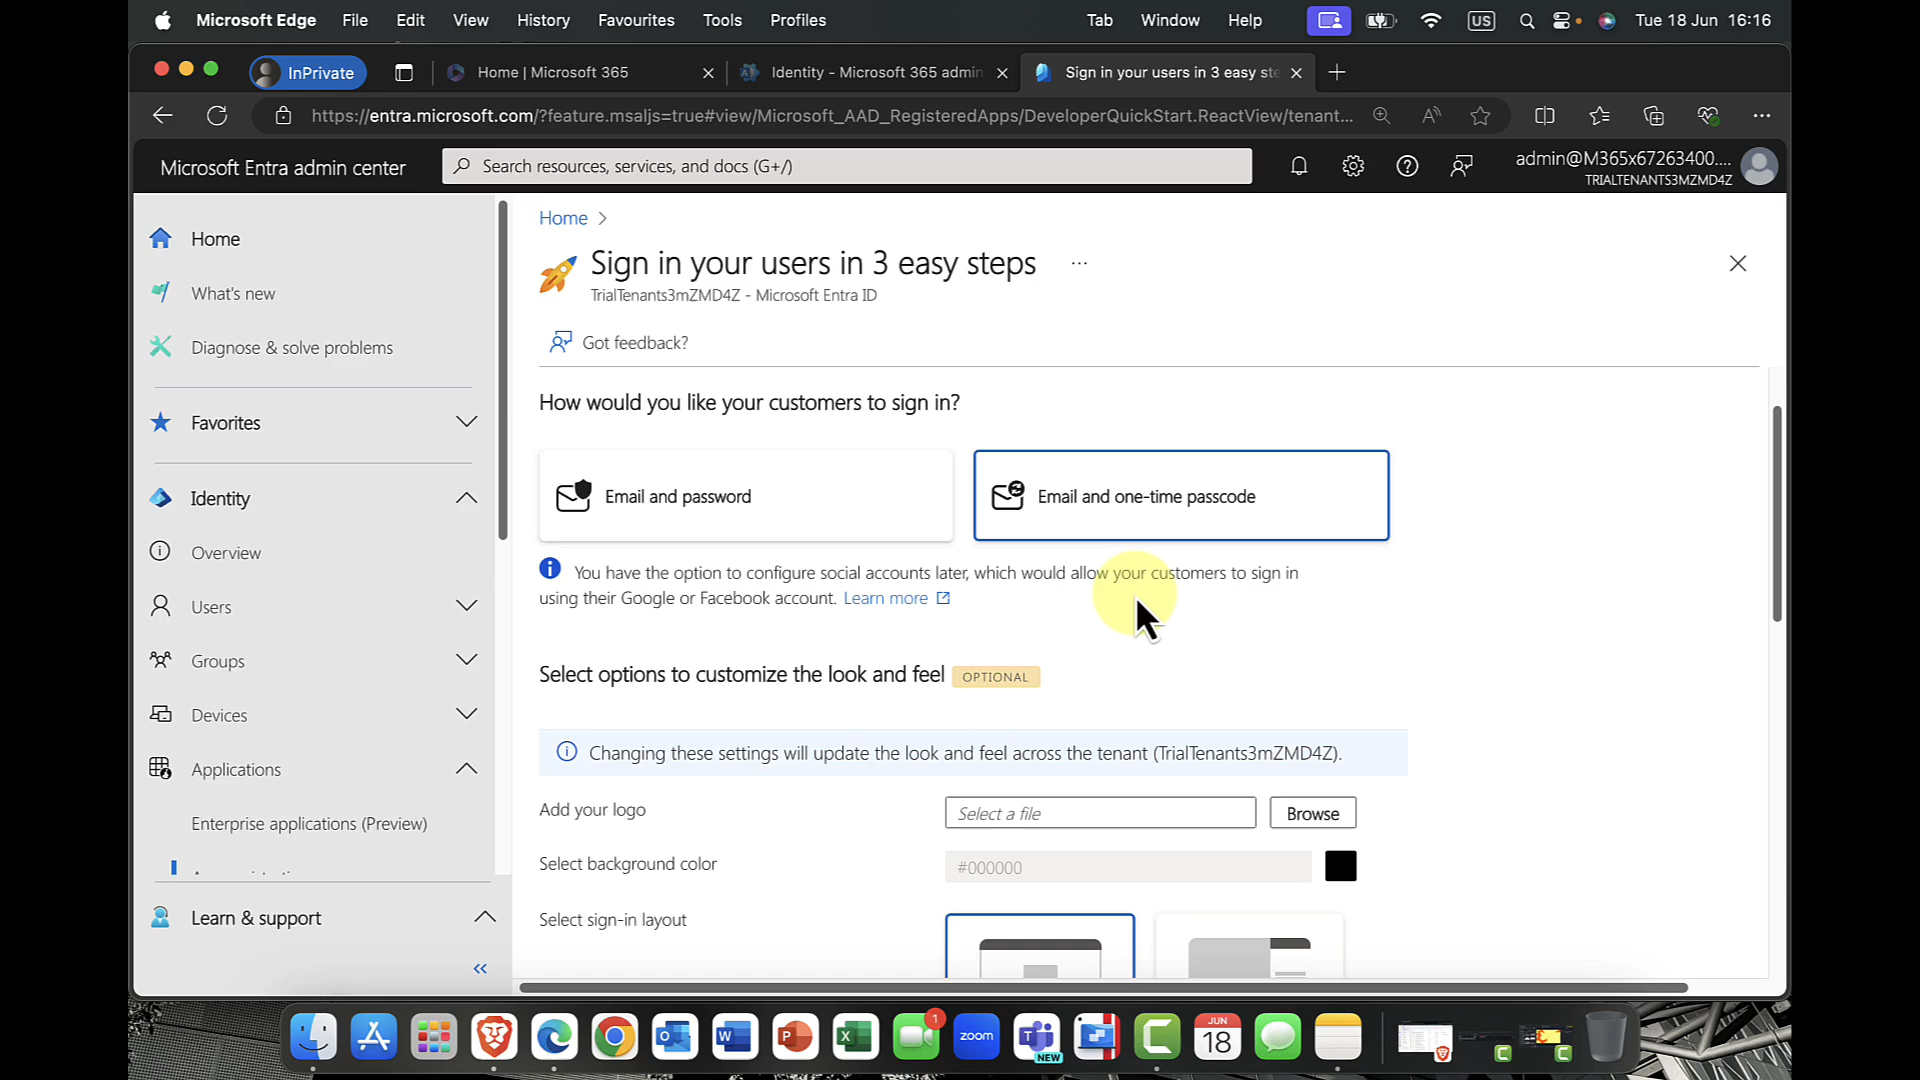 Microsoft Edge File Edit View History Favourites Tools Profiles Tab Window Help US Tue 18 Jun 16:16
InPrivate Home | Microsoft 365 Identity - Microsoft 365 admin Sign in your users in 3 easy ste
https://entra.microsoft.com/?feature.msaljs=true#view/Microsoft_AAD_RegisteredApps/DeveloperQuickStart.ReactView/tenant...
Microsoft Entra admin center Search resources, services, and docs (G+/) admin@M365x67263400....
TRIALTENANTS3MZMD4Z
Home
What's new
Diagnose & solve problems
Favorites
Identity
Overview
Users
Groups
Devices
Applications
Enterprise applications (Preview)
Learn & support
Home
Sign in your users in 3 easy steps ...
TrialTenants3mZMD4Z - Microsoft Entra ID
Got feedback?
How would you like your customers to sign in?
Email and password
Email and one-time passcode
You have the option to configure social accounts later, which would allow your customers to sign in
using their Google or Facebook account. Learn more
Select options to customize the look and feel OPTIONAL
Changing these settings will update the look and feel across the tenant (TrialTenants3mZMD4Z).
Add your logo Select a file Browse
Select background color #000000
Select sign-in layout
1
zoom
NEW
JUN
18